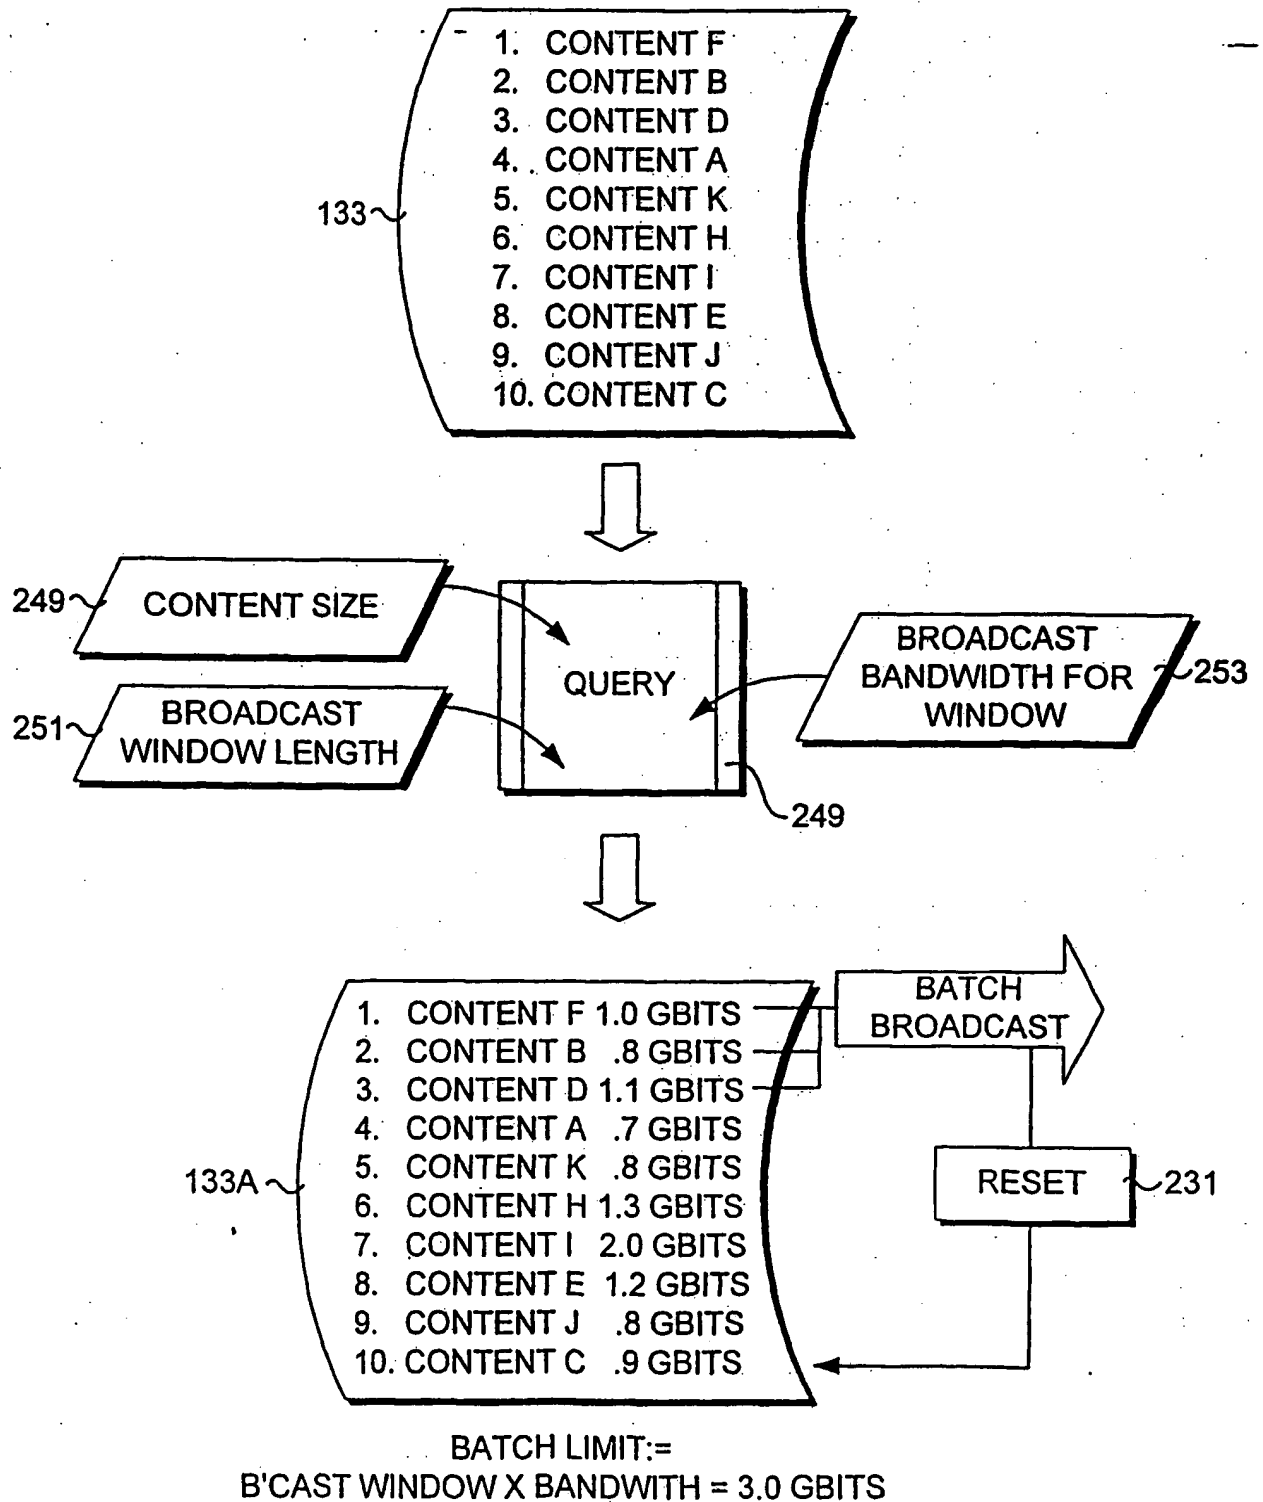 1. CONTENT F
2. CONTENT B
3. CONTENT D
4. CONTENT A
5. CONTENT K
6. CONTENT H
7. CONTENT I
8. CONTENT E
9. CONTENT J
10. CONTENT C
133
249
CONTENT SIZE
251
BROADCAST
WINDOW LENGTH
QUERY
BROADCAST
BANDWIDTH FOR
WINDOW
253
249
1. CONTENT F 1.0 GBITS
2. CONTENT B .8 GBITS
3. CONTENT D 1.1 GBITS
4. CONTENT A .7 GBITS
5. CONTENT K .8 GBITS
6. CONTENT H 1.3 GBITS
7. CONTENT I 2.0 GBITS
8. CONTENT E 1.2 GBITS
9. CONTENT J .8 GBITS
10. CONTENT C .9 GBITS
133A
BATCH
BROADCAST
RESET
231
BATCH LIMIT:=
B'CAST WINDOW X BANDWITH = 3.0 GBITS